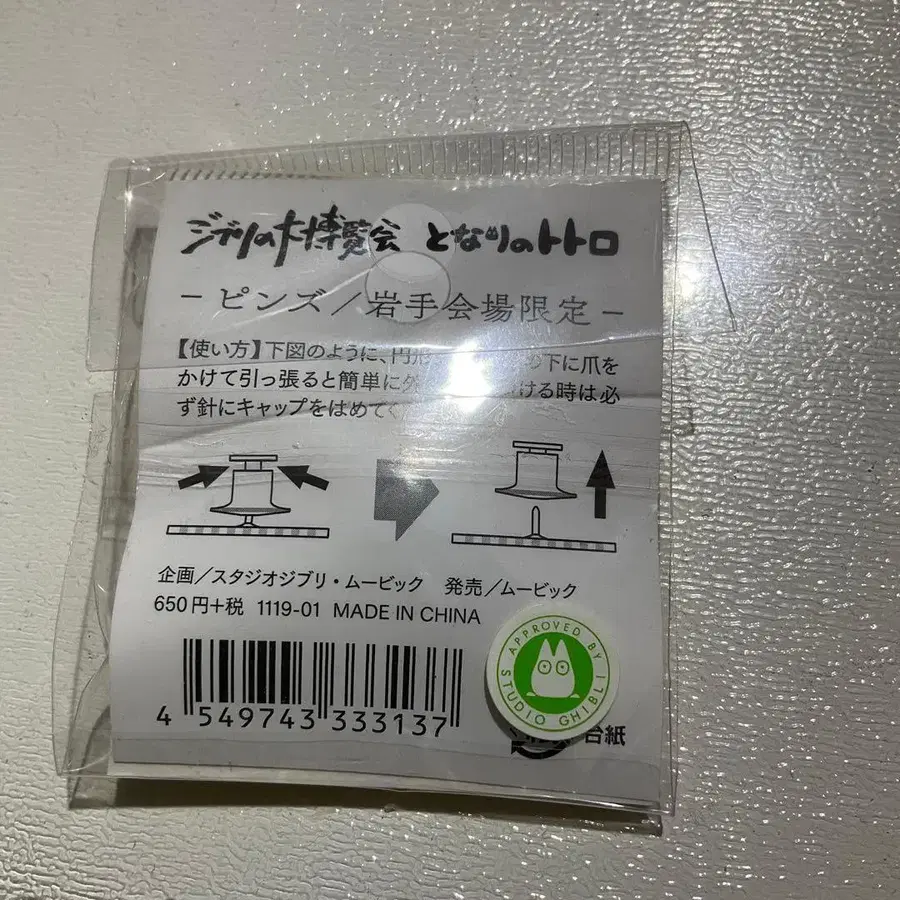 ジブリの大博覧会 となりのトトロ
- ピンズ/岩手会場限定 -
【使い方】下図のように、円形 の下に爪を
かけて引っ張ると簡単に ける時は必
ず針にキャップをはめて
企画/スタジオジブリ・ムービック 発売/ムービック
650円+税 1119-01 MADE IN CHINA
4 549743 333137
APPROVED BY
STUDIO GHIBLI
台紙